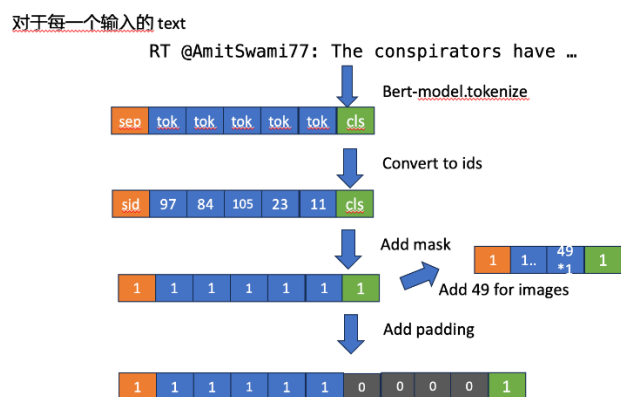 对于每一个输入的 text
RT @AmitSwami77: The conspirators have …
Bert-model.tokenize
sep tok tok tok tok tok cls
Convert to ids
sid 97 84 105 23 11 cls
Add mask
1 1.. 49 *1 1
1 1 1 1 1 1 1
Add 49 for images
Add padding
1 1 1 1 1 1 0 0 0 0 1